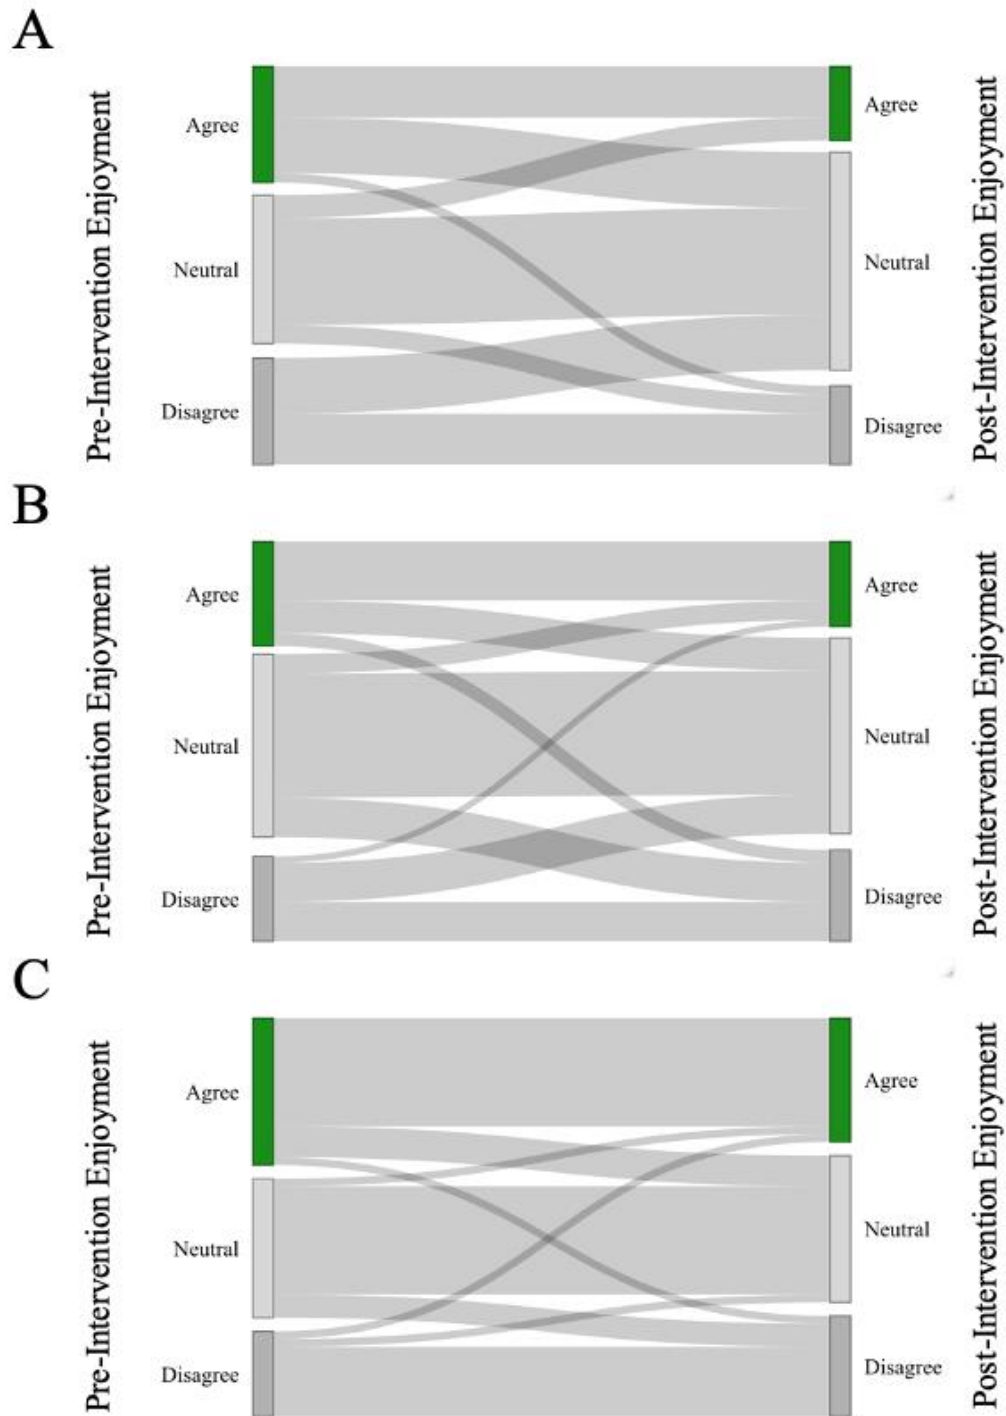 A
Pre-Intervention Enjoyment
Agree
Neutral
Disagree
Agree
Neutral
Disagree
Post-Intervention Enjoyment
B
Pre-Intervention Enjoyment
Agree
Neutral
Disagree
Agree
Neutral
Disagree
Post-Intervention Enjoyment
C
Pre-Intervention Enjoyment
Agree
Neutral
Disagree
Agree
Neutral
Disagree
Post-Intervention Enjoyment